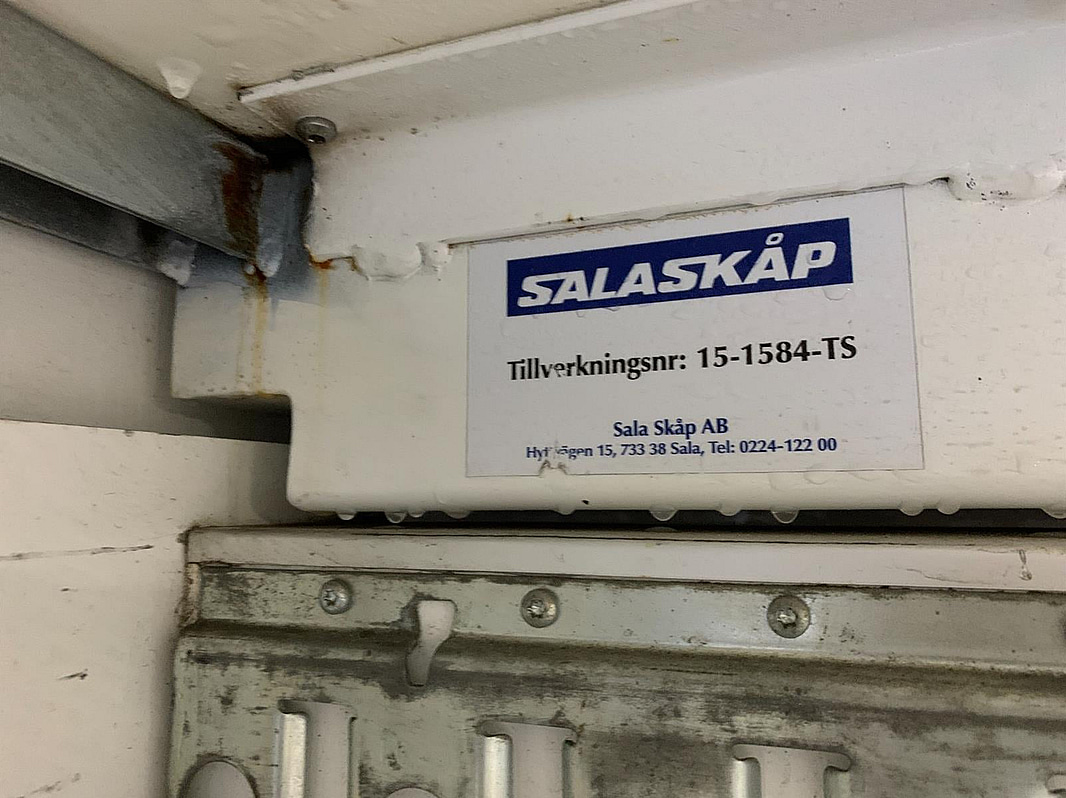 SALASKÅP
Tillverkningsnr: 15-1584-TS
Sala Skåp AB
15, 733 38 Sala, Tel: 0224-122 00